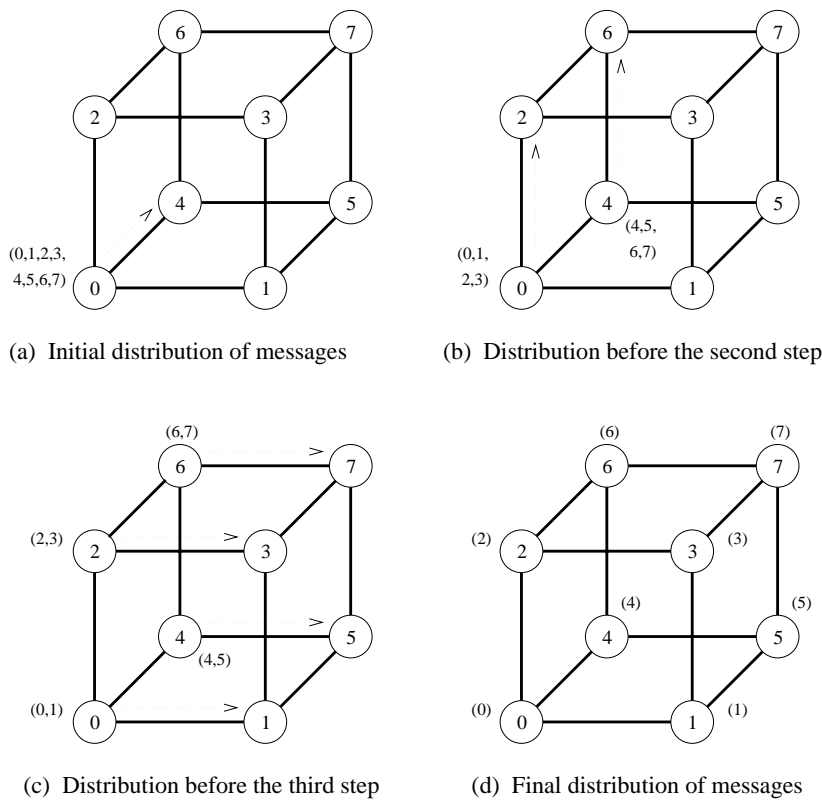 6 7
2 3
4 5
(0,1,2,3,
4,5,6,7)
0 1
(a) Initial distribution of messages
6 7
2 3
4 5
(4,5,
6,7)
(0,1,
2,3)
0 1
(b) Distribution before the second step
(6,7)
6 7
(2,3) 2 3
4 5
(4,5)
(0,1) 0 1
(c) Distribution before the third step
(6) (7)
6 7
(2) 2 3 (3)
(4) (5)
4 5
(0) 0 1 (1)
(d) Final distribution of messages